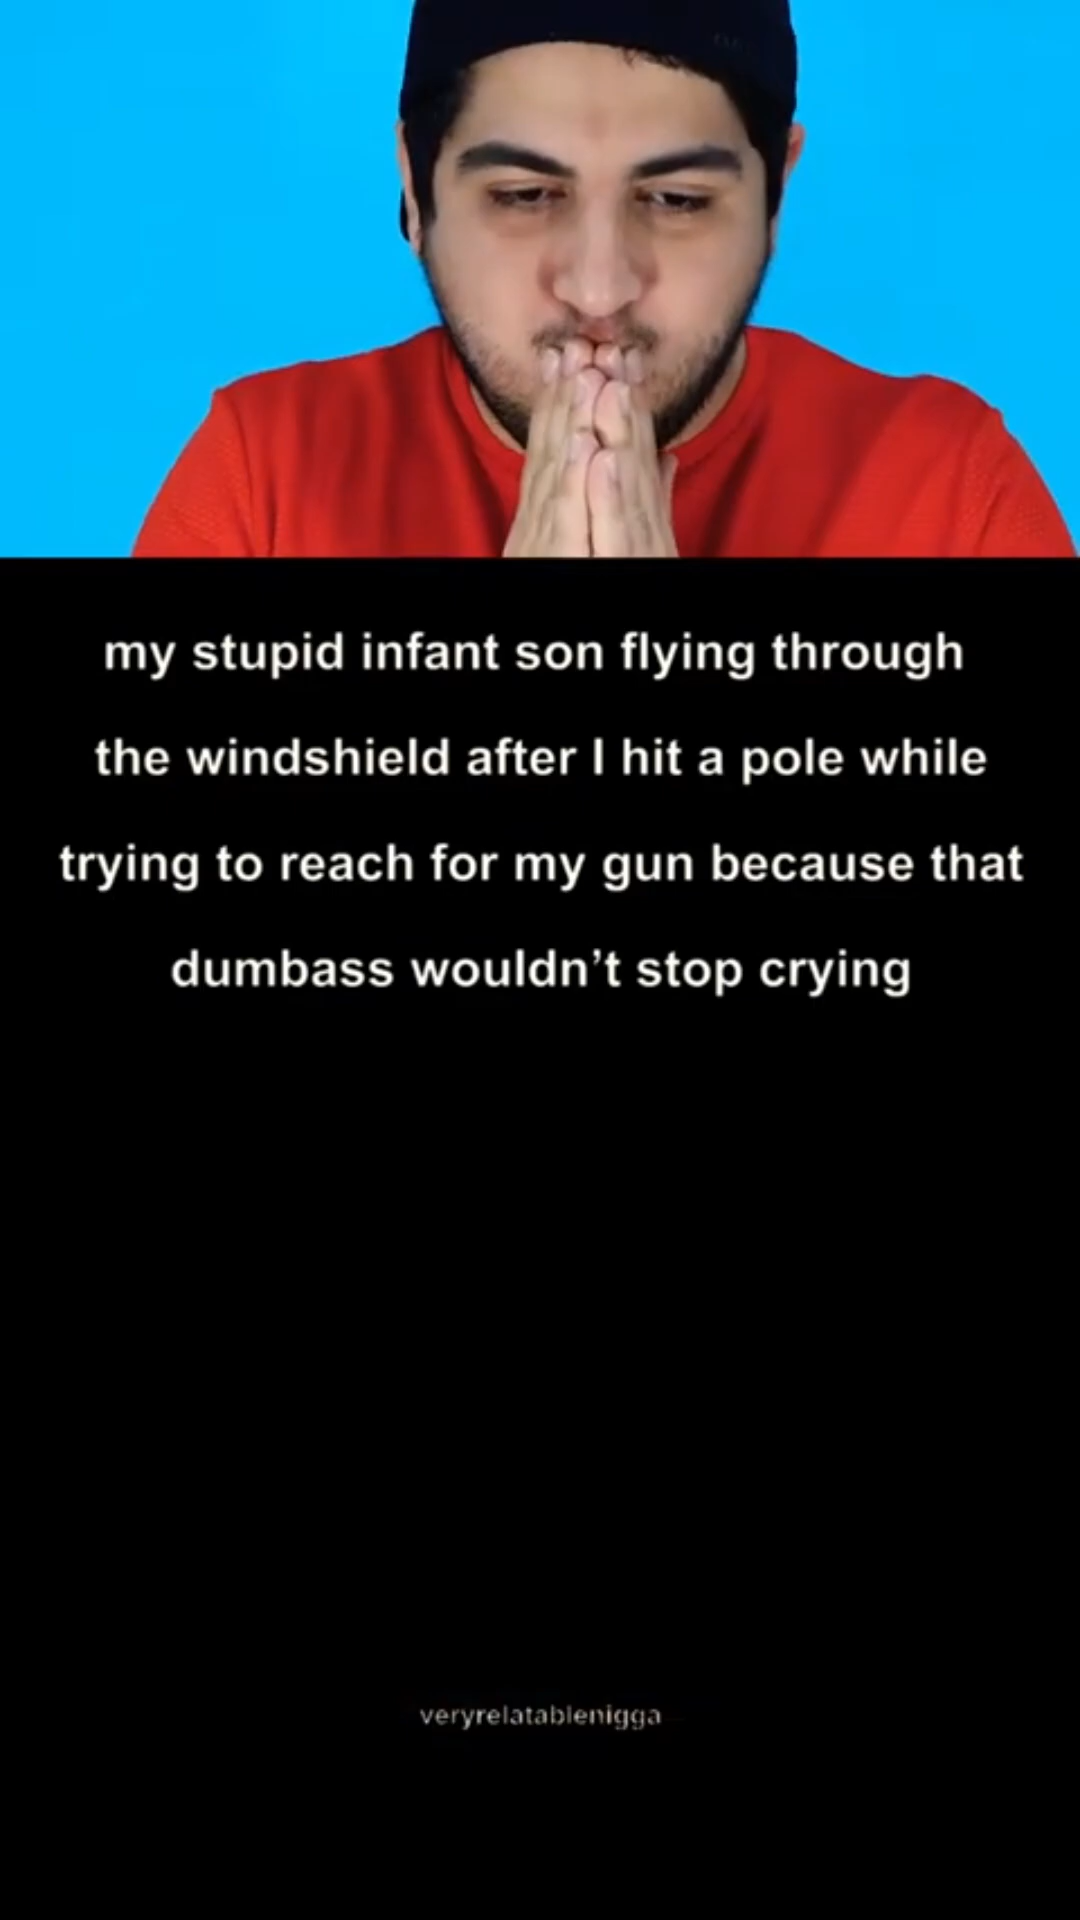 my stupid infant son flying through
the windshield after I hit a pole while
trying to reach for my gun because that
dumbass wouldn’t stop crying
veryrelatablenigga